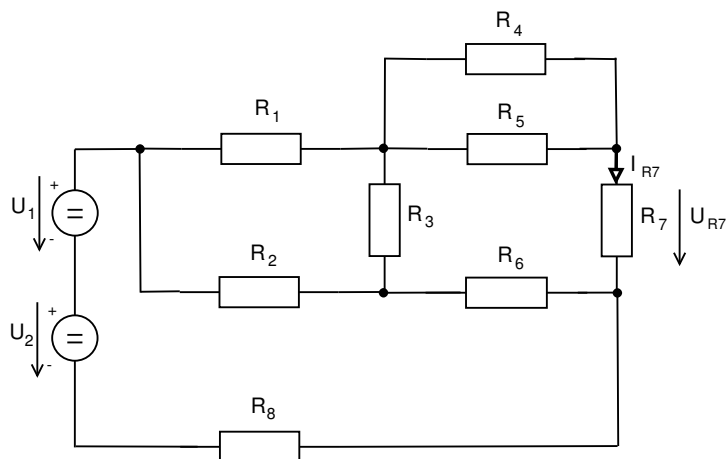 R4
R1
R5
IR7
+
U1
-
R3
R7
UR7
R2
R6
+
U2
-
R8